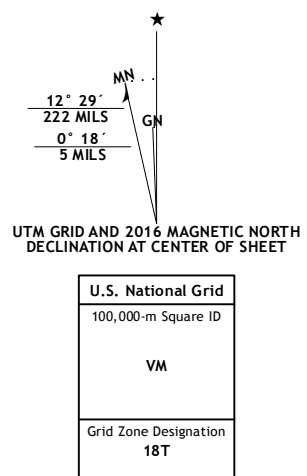 ★
MN
GN
12° 29´
222 MILS
0° 18´
5 MILS
UTM GRID AND 2016 MAGNETIC NORTH
DECLINATION AT CENTER OF SHEET
U.S. National Grid
100,000-m Square ID
VM
Grid Zone Designation
18T